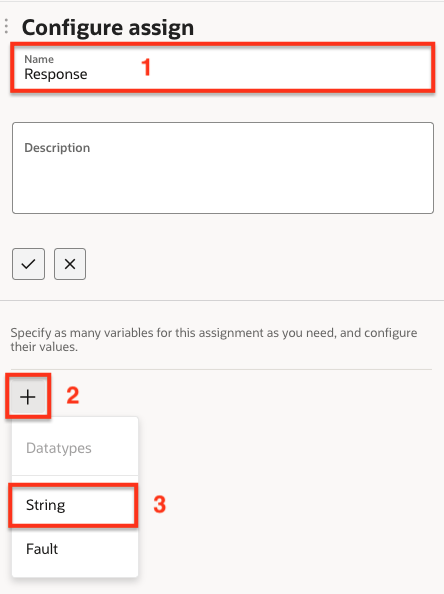 Configure assign
Name
Response
1
Description
Specify as many variables for this assignment as you need, and configure
their values.
2
Datatypes
String
3
Fault